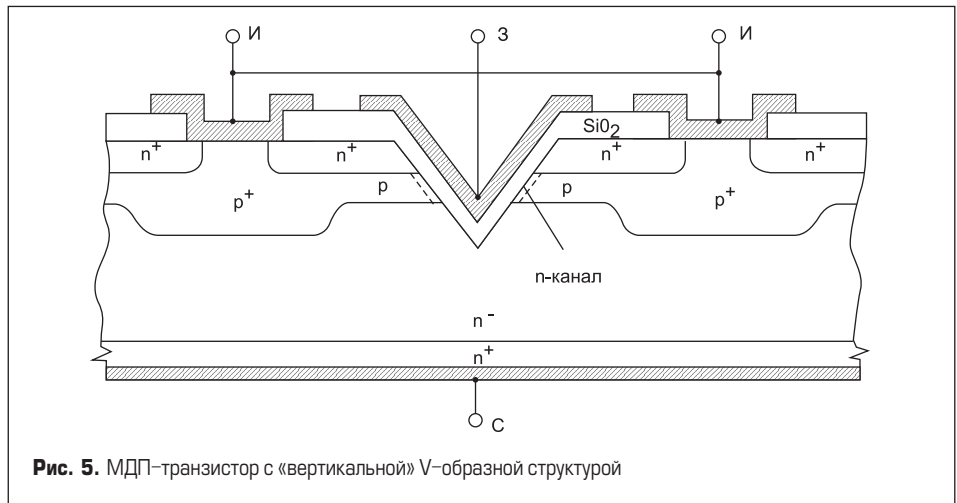 И З И
SiO₂
n⁺ n⁺ n⁺ n⁺
p⁺ p p p⁺
n-канал
n⁻
n⁺
С
Рис. 5. МДП-транзистор с «вертикальной» V-образной структурой